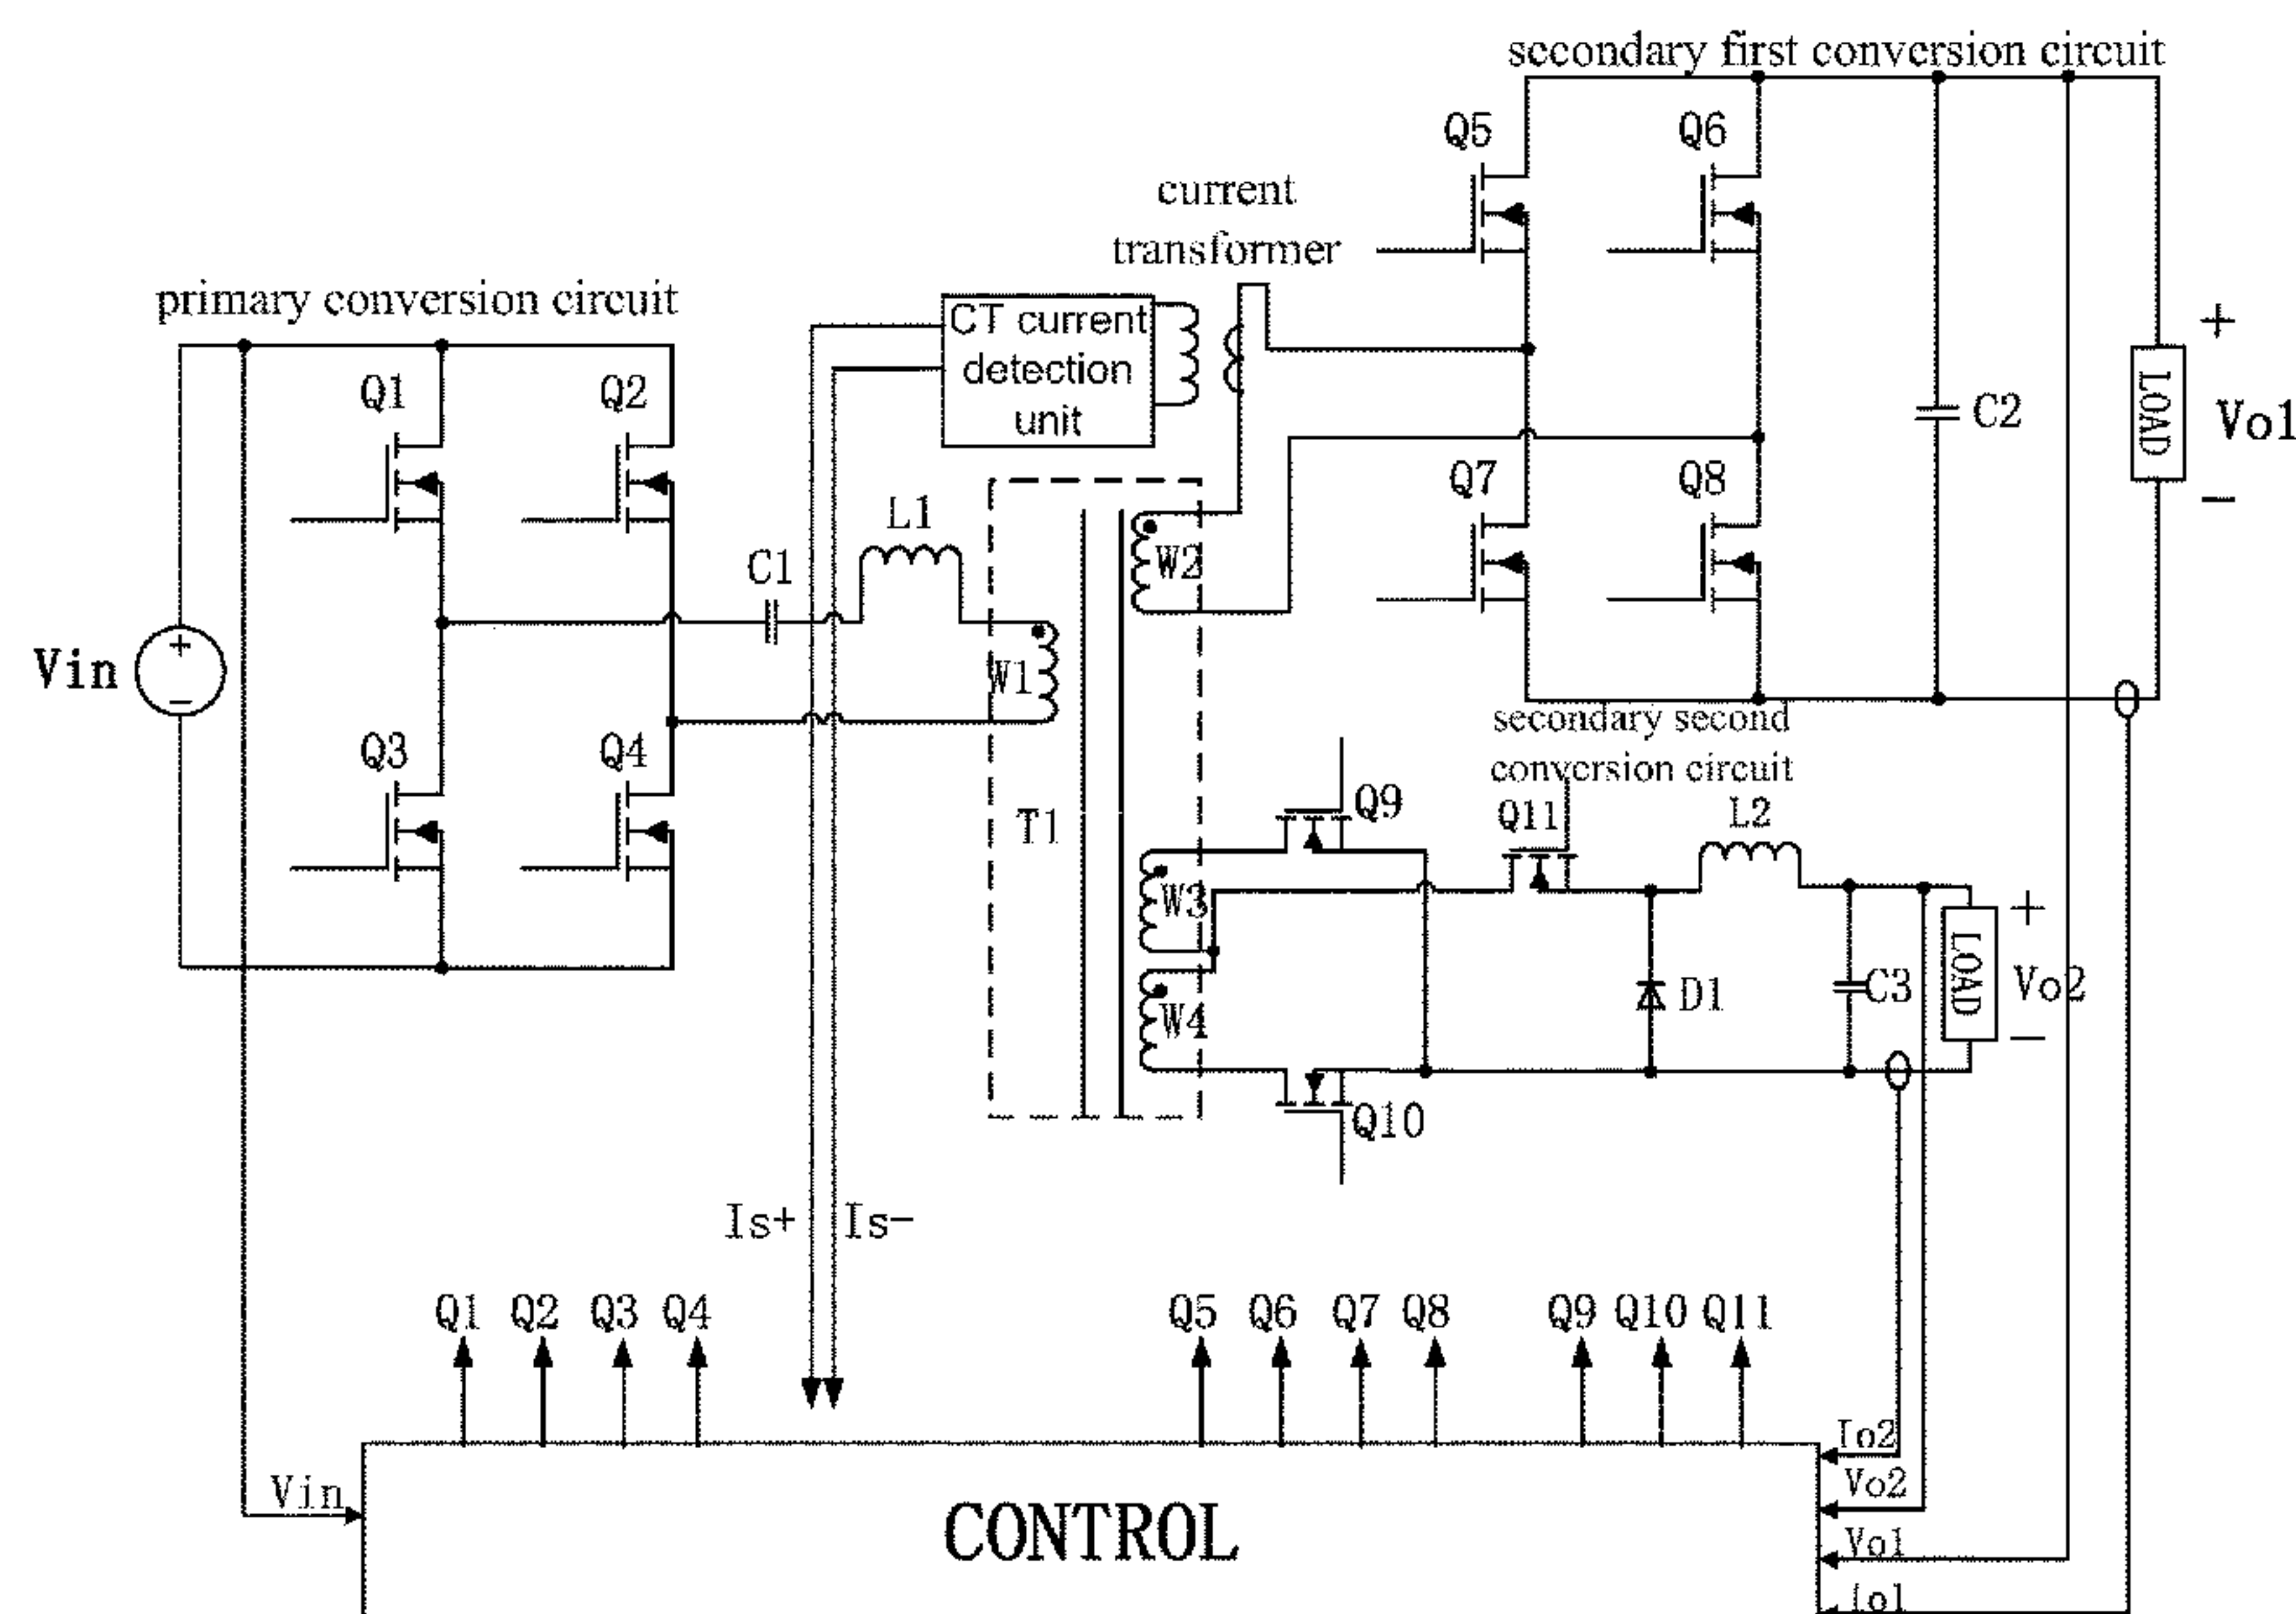 secondary first conversion circuit
Q5
Q6
current
transformer
primary conversion circuit
CT current
detection
unit
+
LOAD
Vo1
−
C2
Q1
Q2
Q7
Q8
L1
C1
W2
Vin
+
−
W1
secondary second
conversion circuit
Q3
Q4
T1
Q9
Q11
L2
W3
W4
D1
C3
+
LOAD
Vo2
−
Q10
Is+
Is-
Q1 Q2 Q3 Q4
Q5 Q6 Q7 Q8
Q9 Q10 Q11
Io2
Vin
Vo2
CONTROL
Vo1
Io1